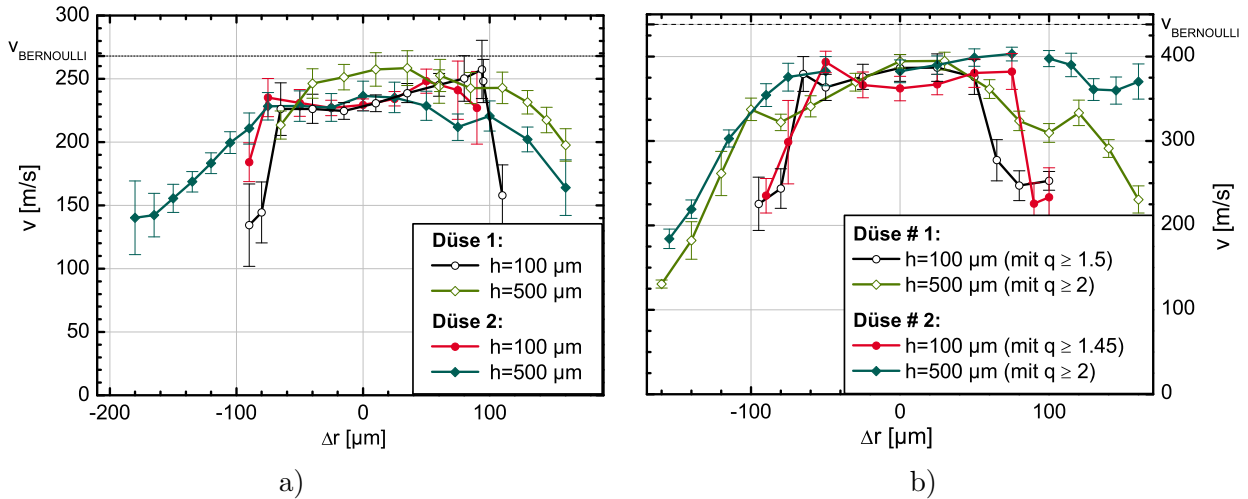 a)
300
250
200
150
100
50
0
v [m/s]
vBERNOULLI
-200
-100
0
100
Δr [µm]
Düse 1:
h=100 µm
h=500 µm
Düse 2:
h=100 µm
h=500 µm
b)
vBERNOULLI
400
300
200
100
0
v [m/s]
-100
0
100
Δr [µm]
Düse # 1:
h=100 µm (mit q ≥ 1.5)
h=500 µm (mit q ≥ 2)
Düse # 2:
h=100 µm (mit q ≥ 1.45)
h=500 µm (mit q ≥ 2)